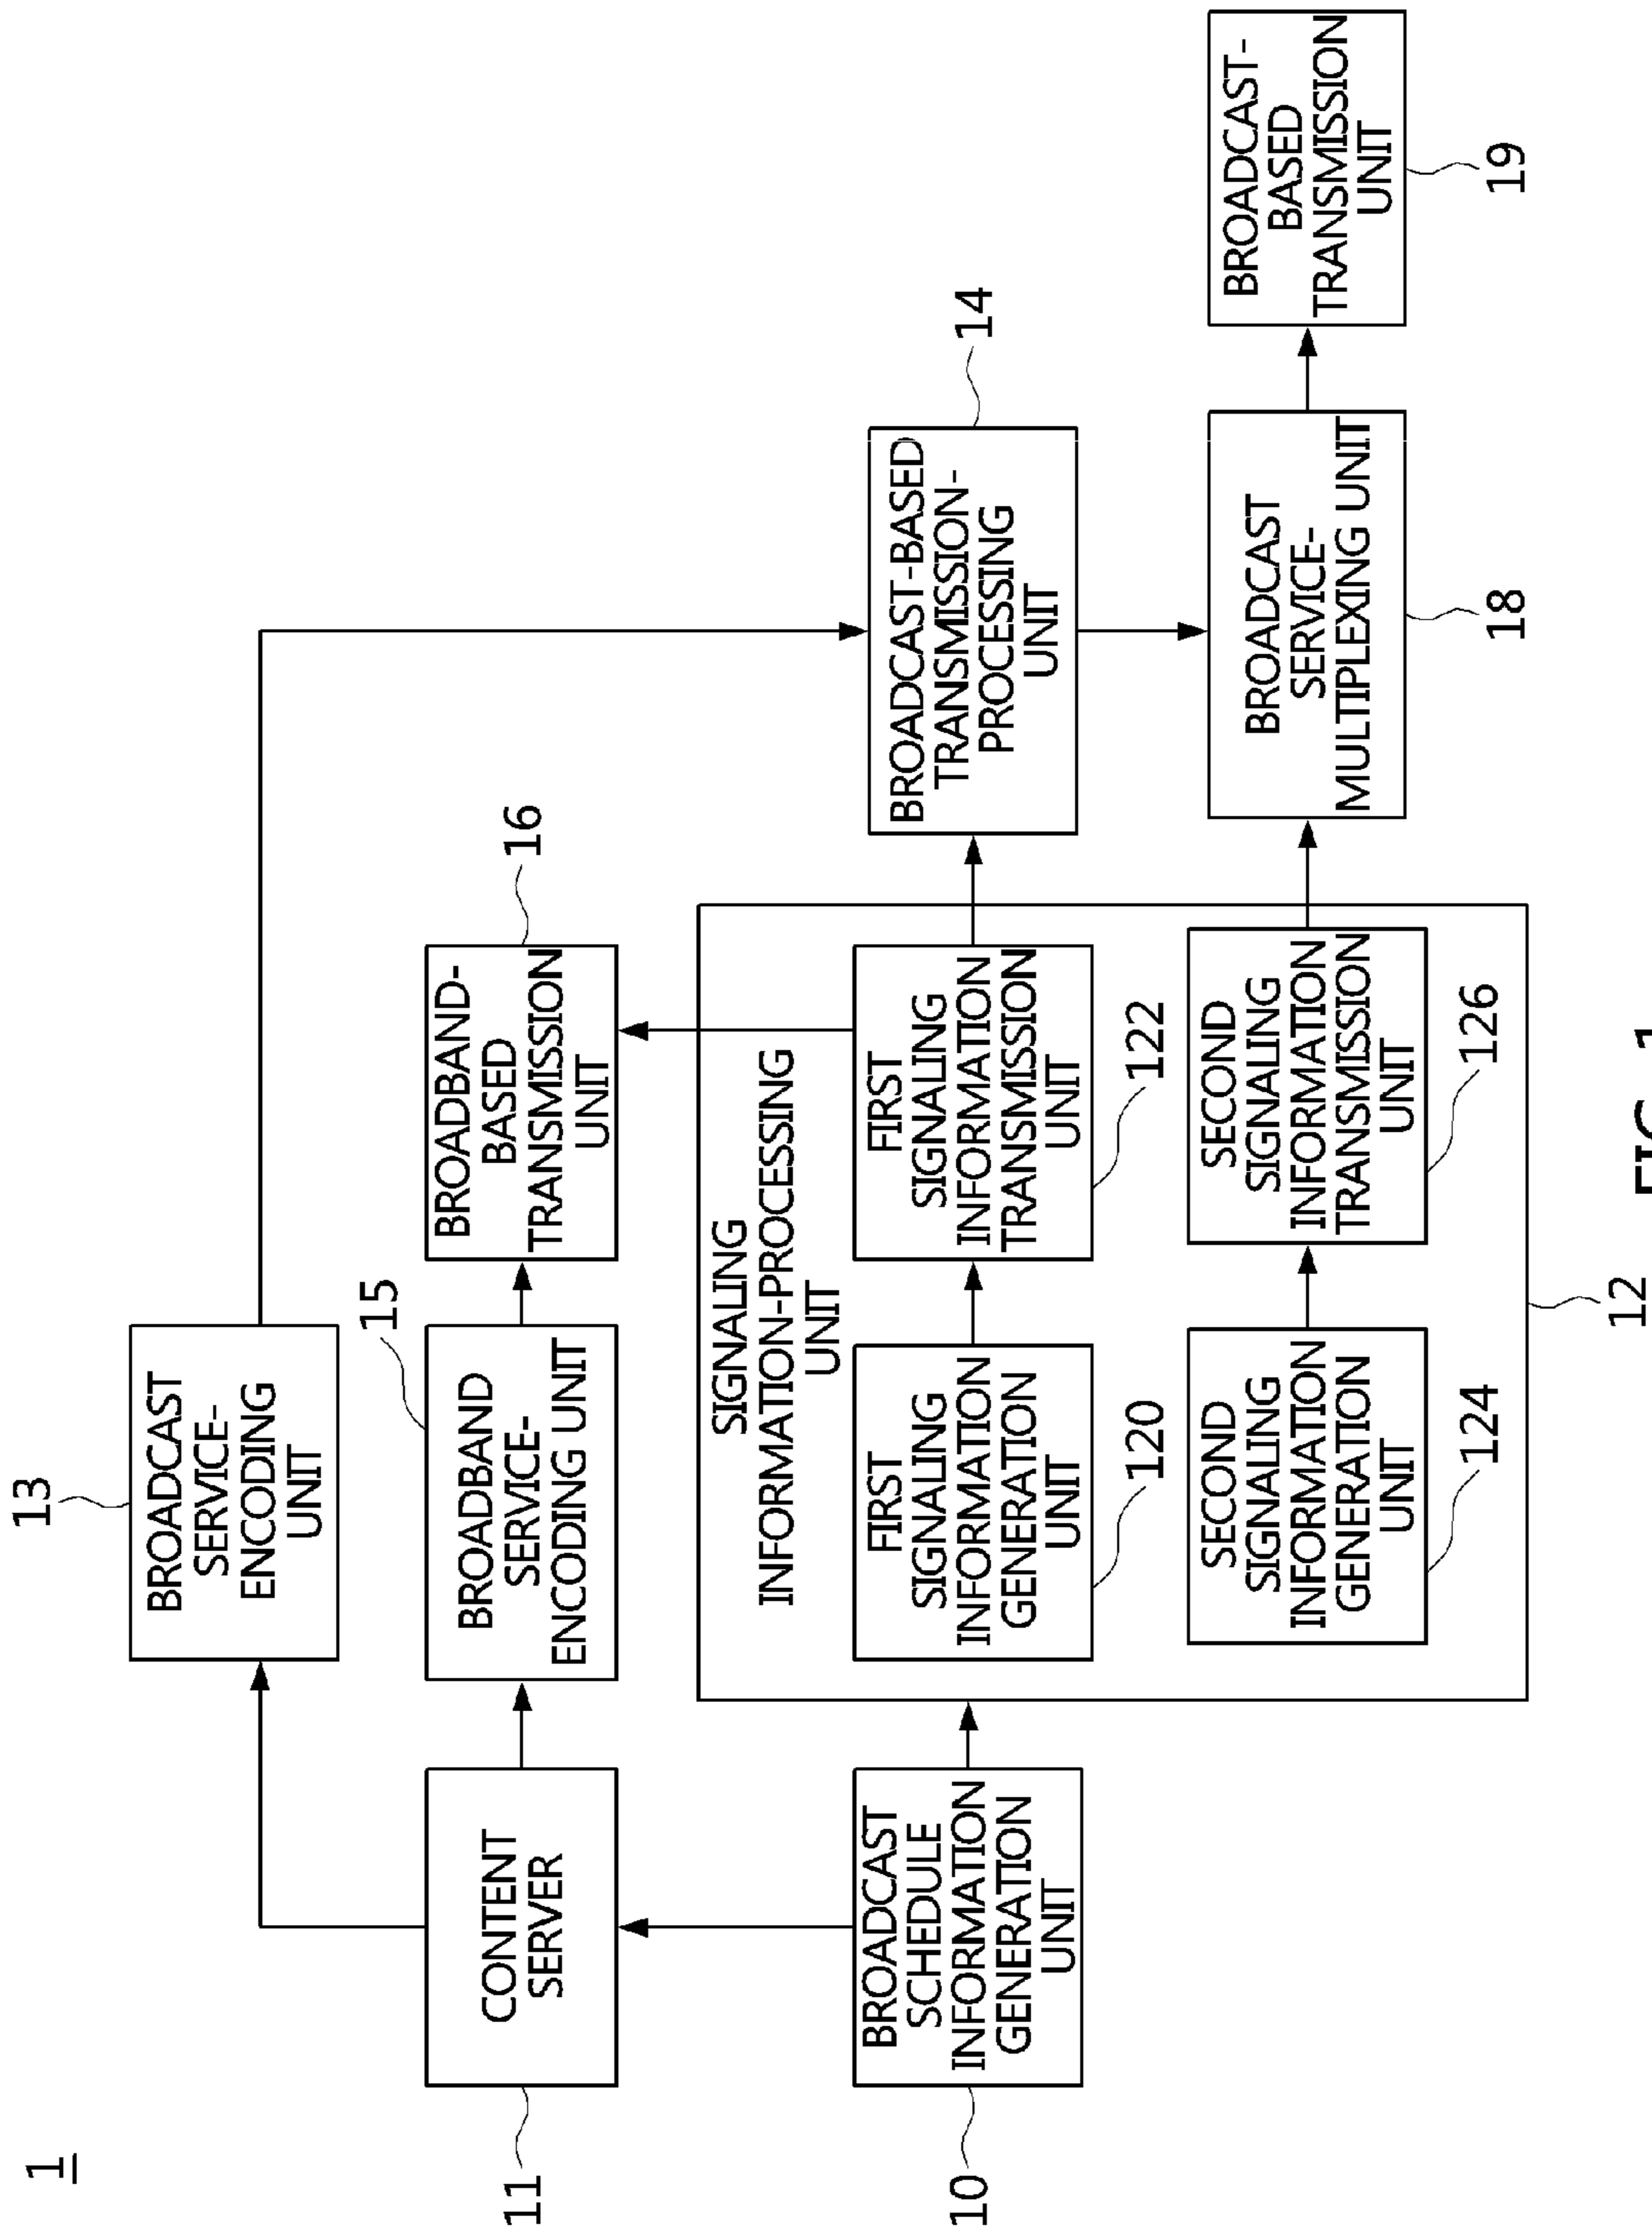 1
13
BROADCAST
SERVICE-
ENCODING
UNIT
11
CONTENT
SERVER
15
BROADBAND
SERVICE-
ENCODING UNIT
16
BROADBAND-
BASED
TRANSMISSION
UNIT
10
BROADCAST
SCHEDULE
INFORMATION
GENERATION
UNIT
SIGNALING
INFORMATION-PROCESSING
UNIT
FIRST
SIGNALING
INFORMATION
GENERATION
UNIT
120
FIRST
SIGNALING
INFORMATION
TRANSMISSION
UNIT
122
14
BROADCAST-BASED
TRANSMISSION-
PROCESSING
UNIT
SECOND
SIGNALING
INFORMATION
GENERATION
UNIT
124
SECOND
SIGNALING
INFORMATION
TRANSMISSION
UNIT
126
BROADCAST
SERVICE-
MULTIPLEXING UNIT
18
BROADCAST-
BASED
TRANSMISSION
UNIT
19
12
FIG. 1